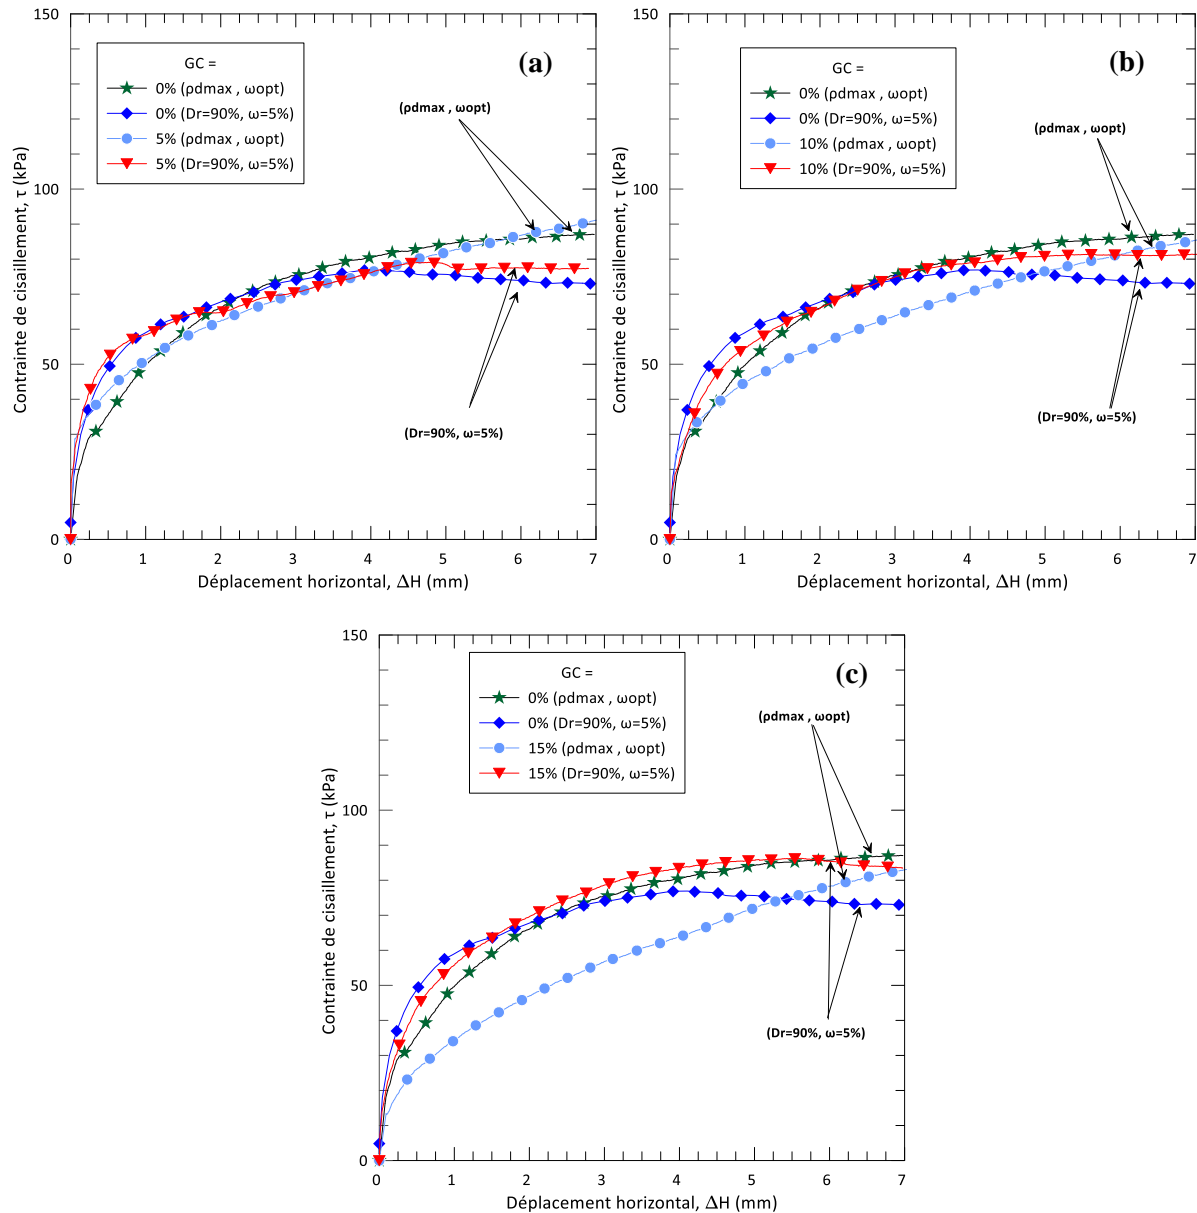 (a)
GC =
0% (ρdmax , ωopt)
0% (Dr=90%, ω=5%)
5% (ρdmax , ωopt)
5% (Dr=90%, ω=5%)
(ρdmax , ωopt)
(Dr=90%, ω=5%)
150
100
50
0
Contrainte de cisaillement, τ (kPa)
0 1 2 3 4 5 6 7
Déplacement horizontal, ΔH (mm)
(b)
GC =
0% (ρdmax , ωopt)
0% (Dr=90%, ω=5%)
10% (ρdmax , ωopt)
10% (Dr=90%, ω=5%)
(ρdmax , ωopt)
(Dr=90%, ω=5%)
150
100
50
0
Contrainte de cisaillement, τ (kPa)
0 1 2 3 4 5 6 7
Déplacement horizontal, ΔH (mm)
(c)
GC =
0% (ρdmax , ωopt)
0% (Dr=90%, ω=5%)
15% (ρdmax , ωopt)
15% (Dr=90%, ω=5%)
(ρdmax , ωopt)
(Dr=90%, ω=5%)
150
100
50
0
Contrainte de cisaillement, τ (kPa)
0 1 2 3 4 5 6 7
Déplacement horizontal, ΔH (mm)